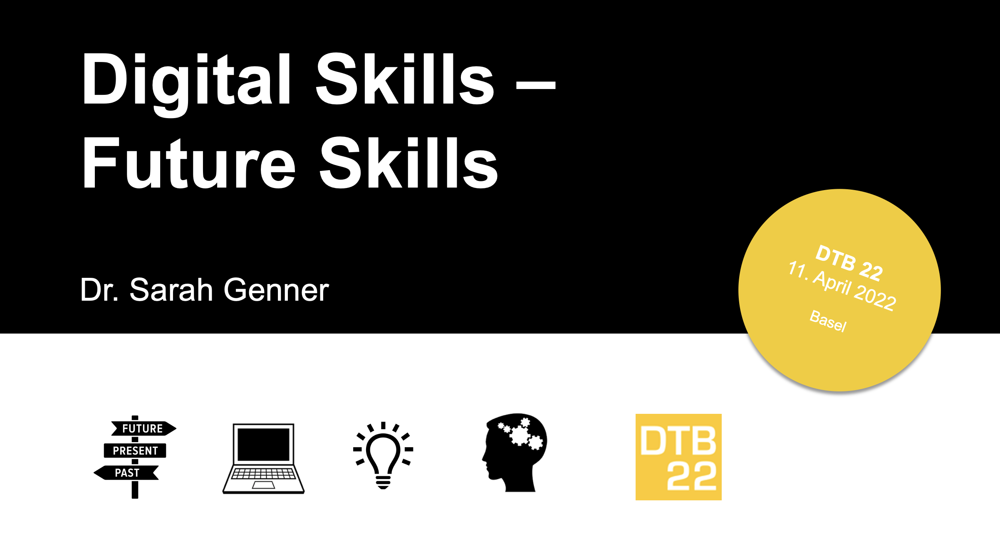 Digital Skills –
Future Skills
Dr. Sarah Genner
DTB 22
11. April 2022
Basel
FUTURE
PRESENT
PAST
DTB
22